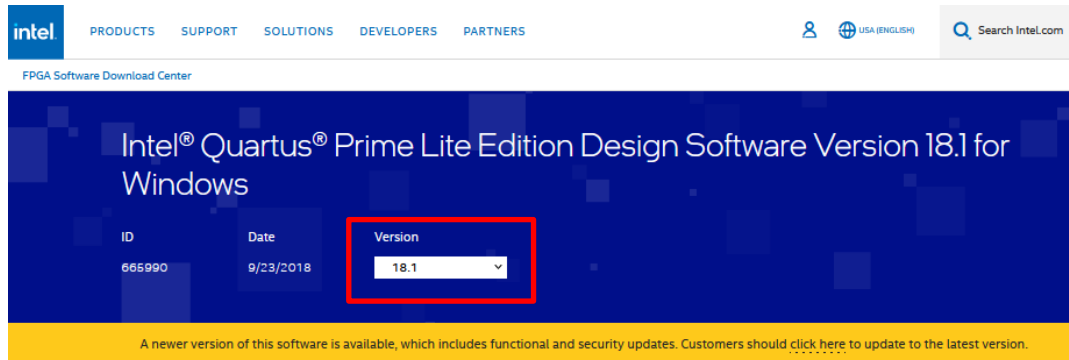 intel. PRODUCTS SUPPORT SOLUTIONS DEVELOPERS PARTNERS USA (ENGLISH) Search Intel.com
FPGA Software Download Center
Intel® Quartus® Prime Lite Edition Design Software Version 18.1 for
Windows
ID Date Version
665990 9/23/2018 18.1
A newer version of this software is available, which includes functional and security updates. Customers should click here to update to the latest version.